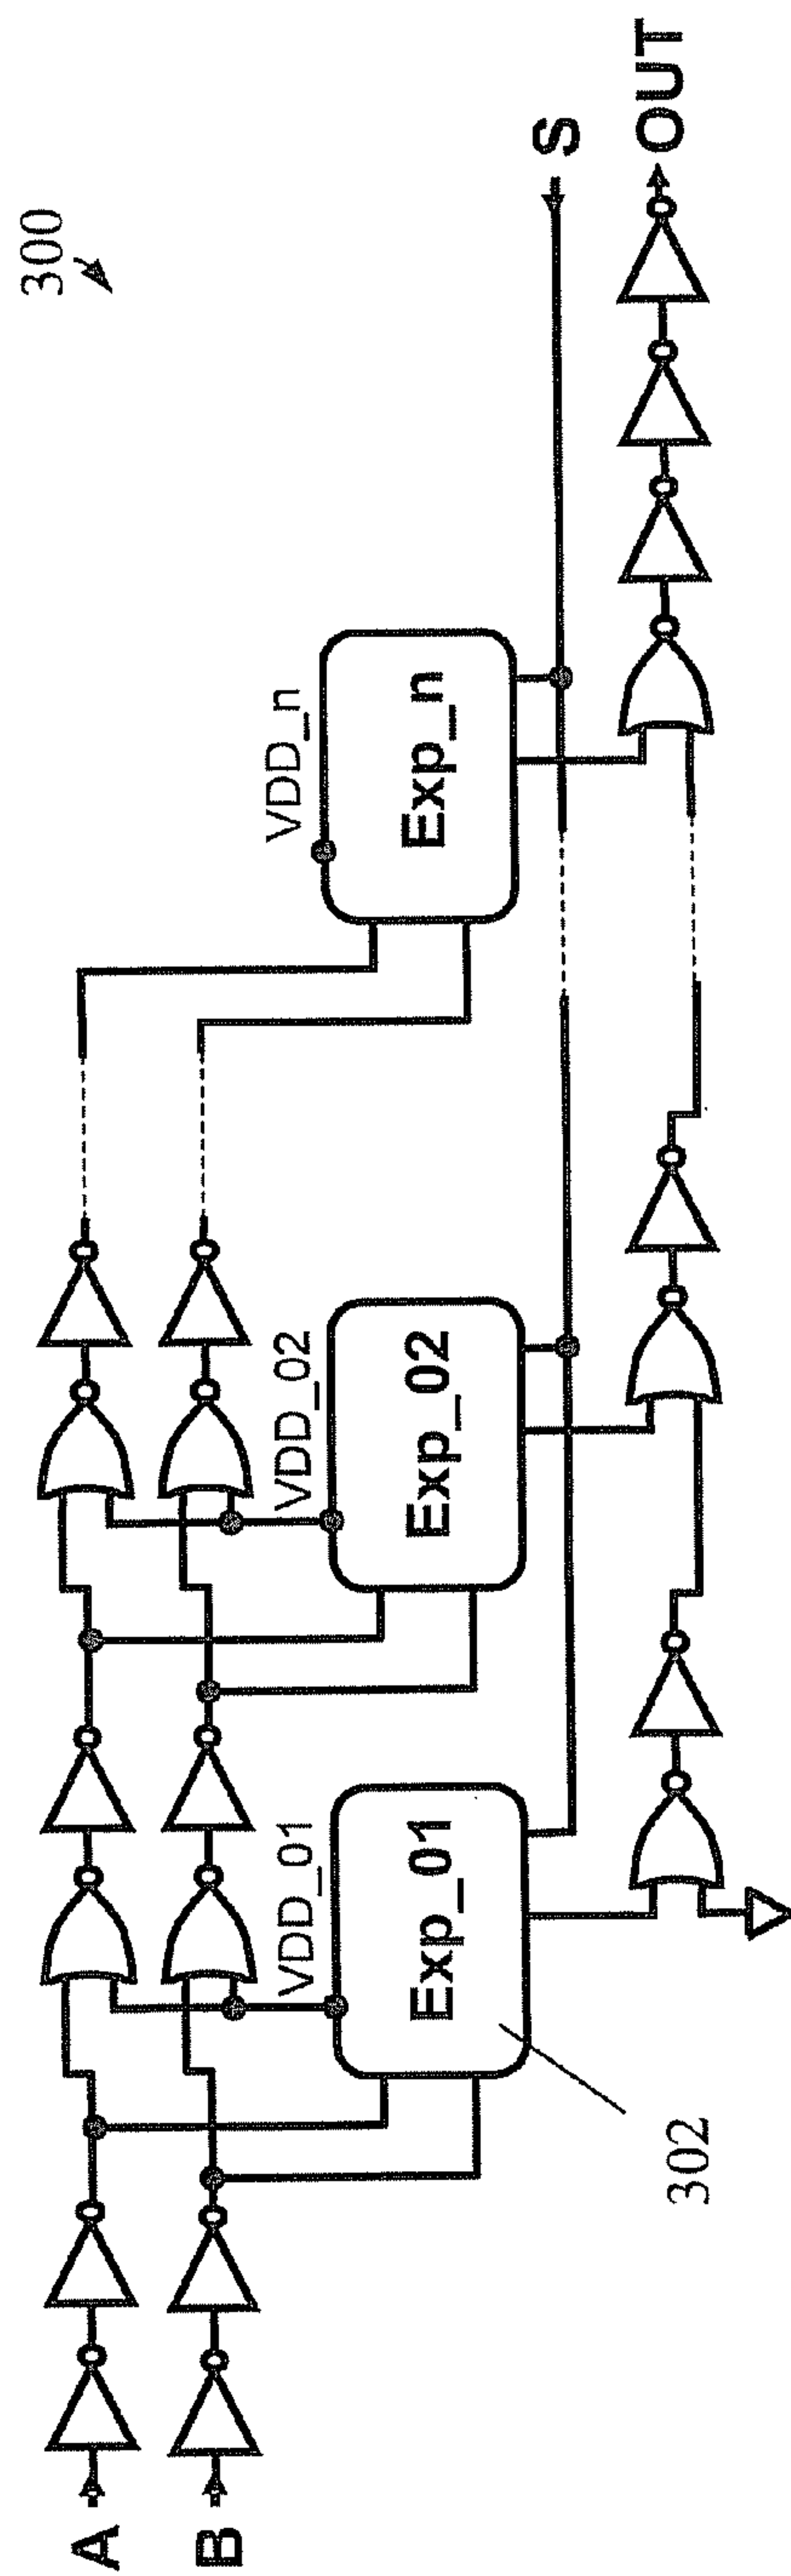 300
A
B
VDD_01
Exp_01
VDD_02
Exp_02
VDD_n
Exp_n
S
OUT
302